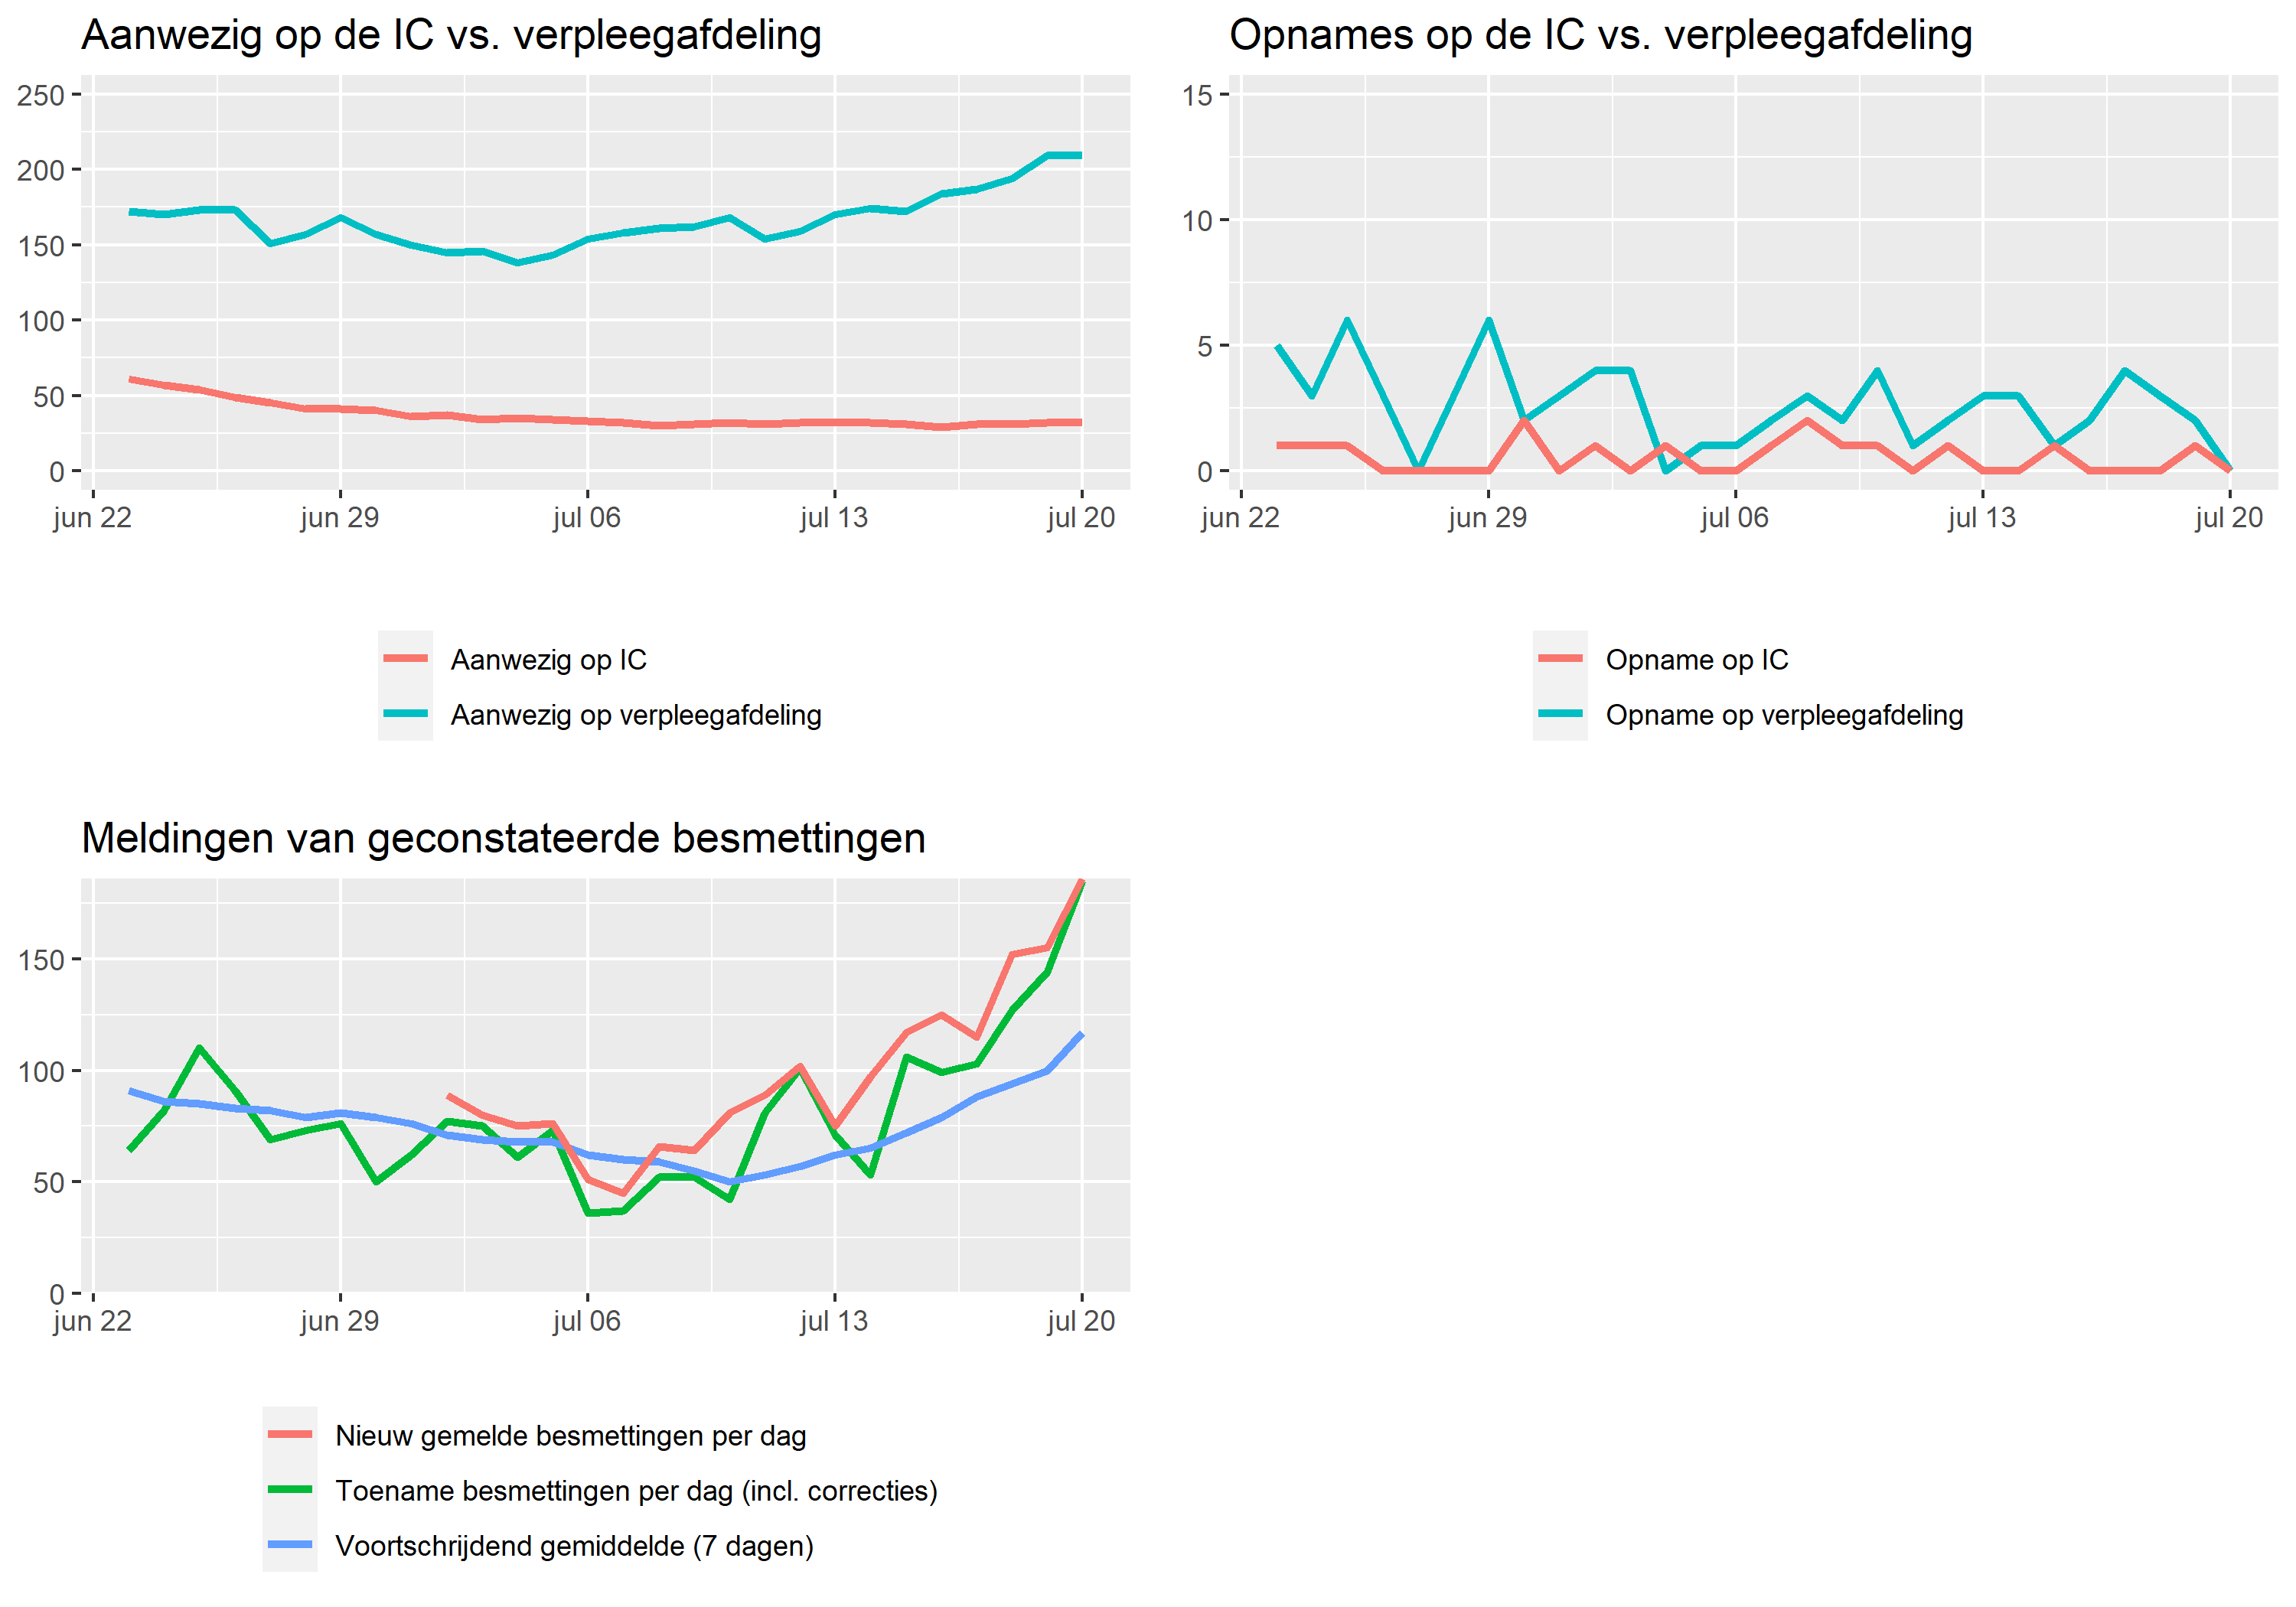 Aanwezig op de IC vs. verpleegafdeling
250
200
150
100
50
0
jun 22 jun 29 jul 06 jul 13 jul 20
Aanwezig op IC
Aanwezig op verpleegafdeling
Opnames op de IC vs. verpleegafdeling
15
10
5
0
jun 22 jun 29 jul 06 jul 13 jul 20
Opname op IC
Opname op verpleegafdeling
Meldingen van geconstateerde besmettingen
150
100
50
0
jun 22 jun 29 jul 06 jul 13 jul 20
Nieuw gemelde besmettingen per dag
Toename besmettingen per dag (incl. correcties)
Voortschrijdend gemiddelde (7 dagen)